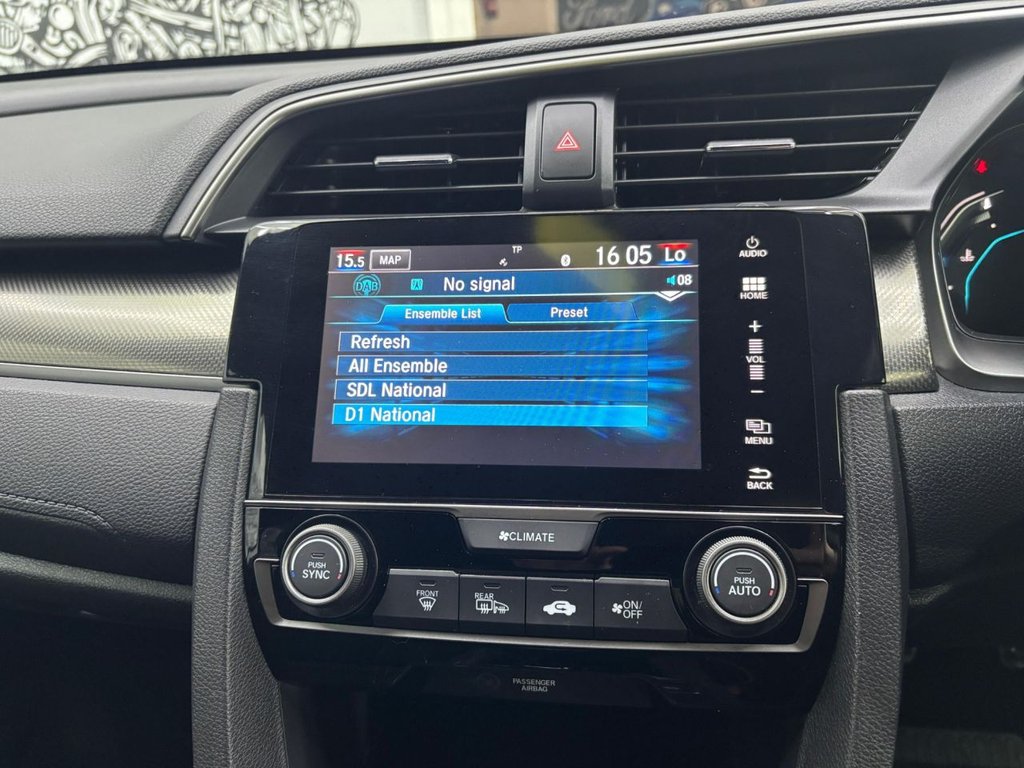 Ford
15.5 MAP TP 16 05 Lo
DAB No signal 08
Ensemble List Preset
Refresh
All Ensemble
SDL National
D1 National
AUDIO
HOME
+
VOL
−
MENU
BACK
CLIMATE
PUSH
SYNC
FRONT
REAR
ON/
OFF
PUSH
AUTO
PASSENGER
AIRBAG